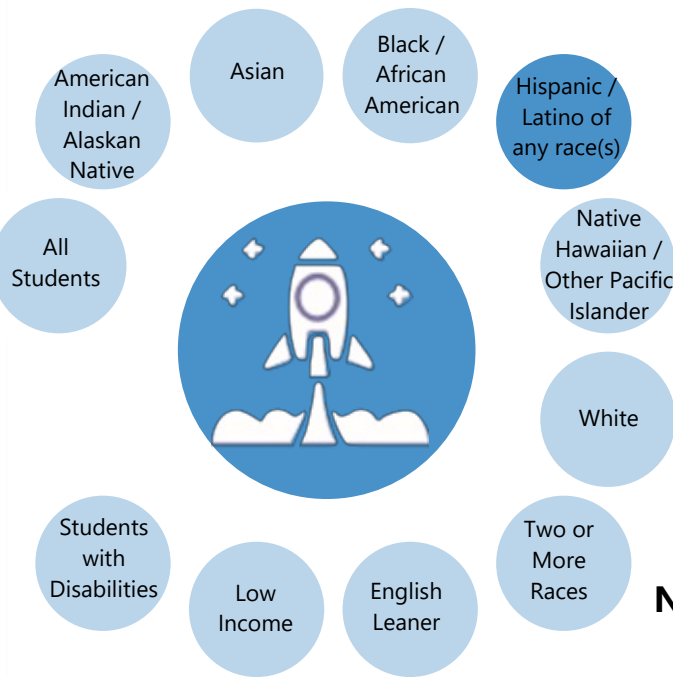 Asian
Black /
African
American
American
Indian /
Alaskan
Native
Hispanic /
Latino of
any race(s)
All
Students
Native
Hawaiian /
Other Pacific
Islander
White
Students
with
Disabilities
Low
Income
English
Leaner
Two or
More
Races
N